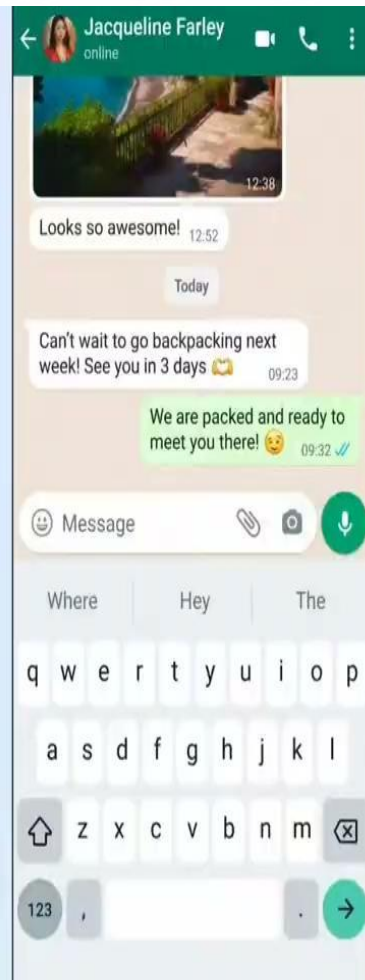 Jacqueline Farley
online
12:38
Looks so awesome! 12:52
Today
Can't wait to go backpacking next
week! See you in 3 days 🫶 09:23
We are packed and ready to
meet you there! 😉 09:32
Message
Where Hey The
q w e r t y u i o p
a s d f g h j k l
z x c v b n m
123 , .